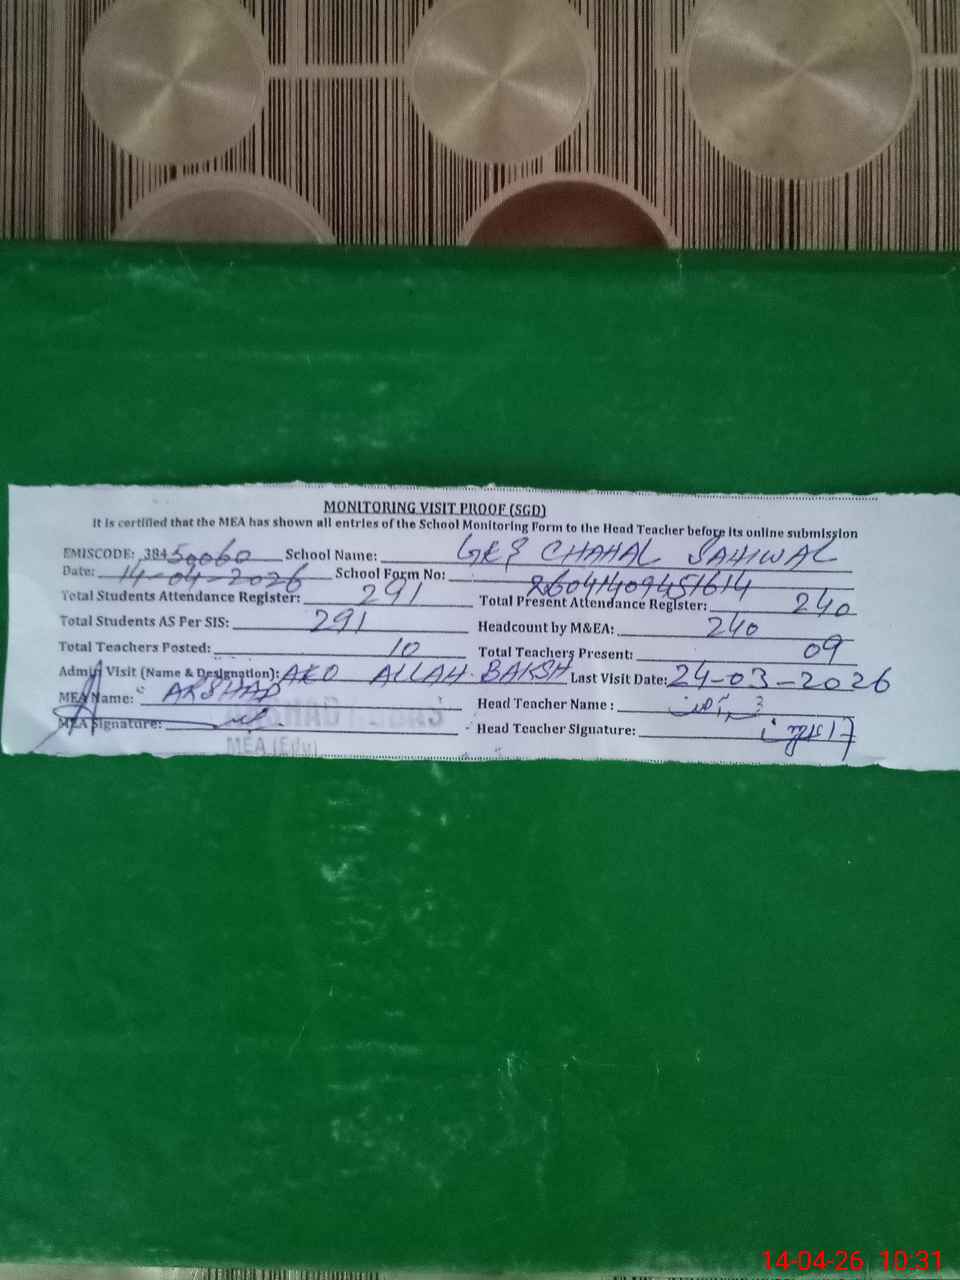 MONITORING VISIT PROOF (SGD)
It is certified that the MEA has shown all entries of the School Monitoring Form to the Head Teacher before its online submission
EMISCODE: 38450060 School Name: GES CHAHAL SAHIWAL
Date: 14-04-2026 School Form No:
Total Students Attendance Register: 291 Total Present Attendance Register: 240
Total Students AS Per SIS: 291 Headcount by M&EA: 240
Total Teachers Posted: 10 Total Teachers Present: 09
Admin Visit (Name & Designation): AEO ALLAH BAKSH Last Visit Date: 24-03-2026
MEA Name: ARSHAD Head Teacher Name :
MEA Signature: Head Teacher Signature:
MEA (Edu)
14-04-26 10:31